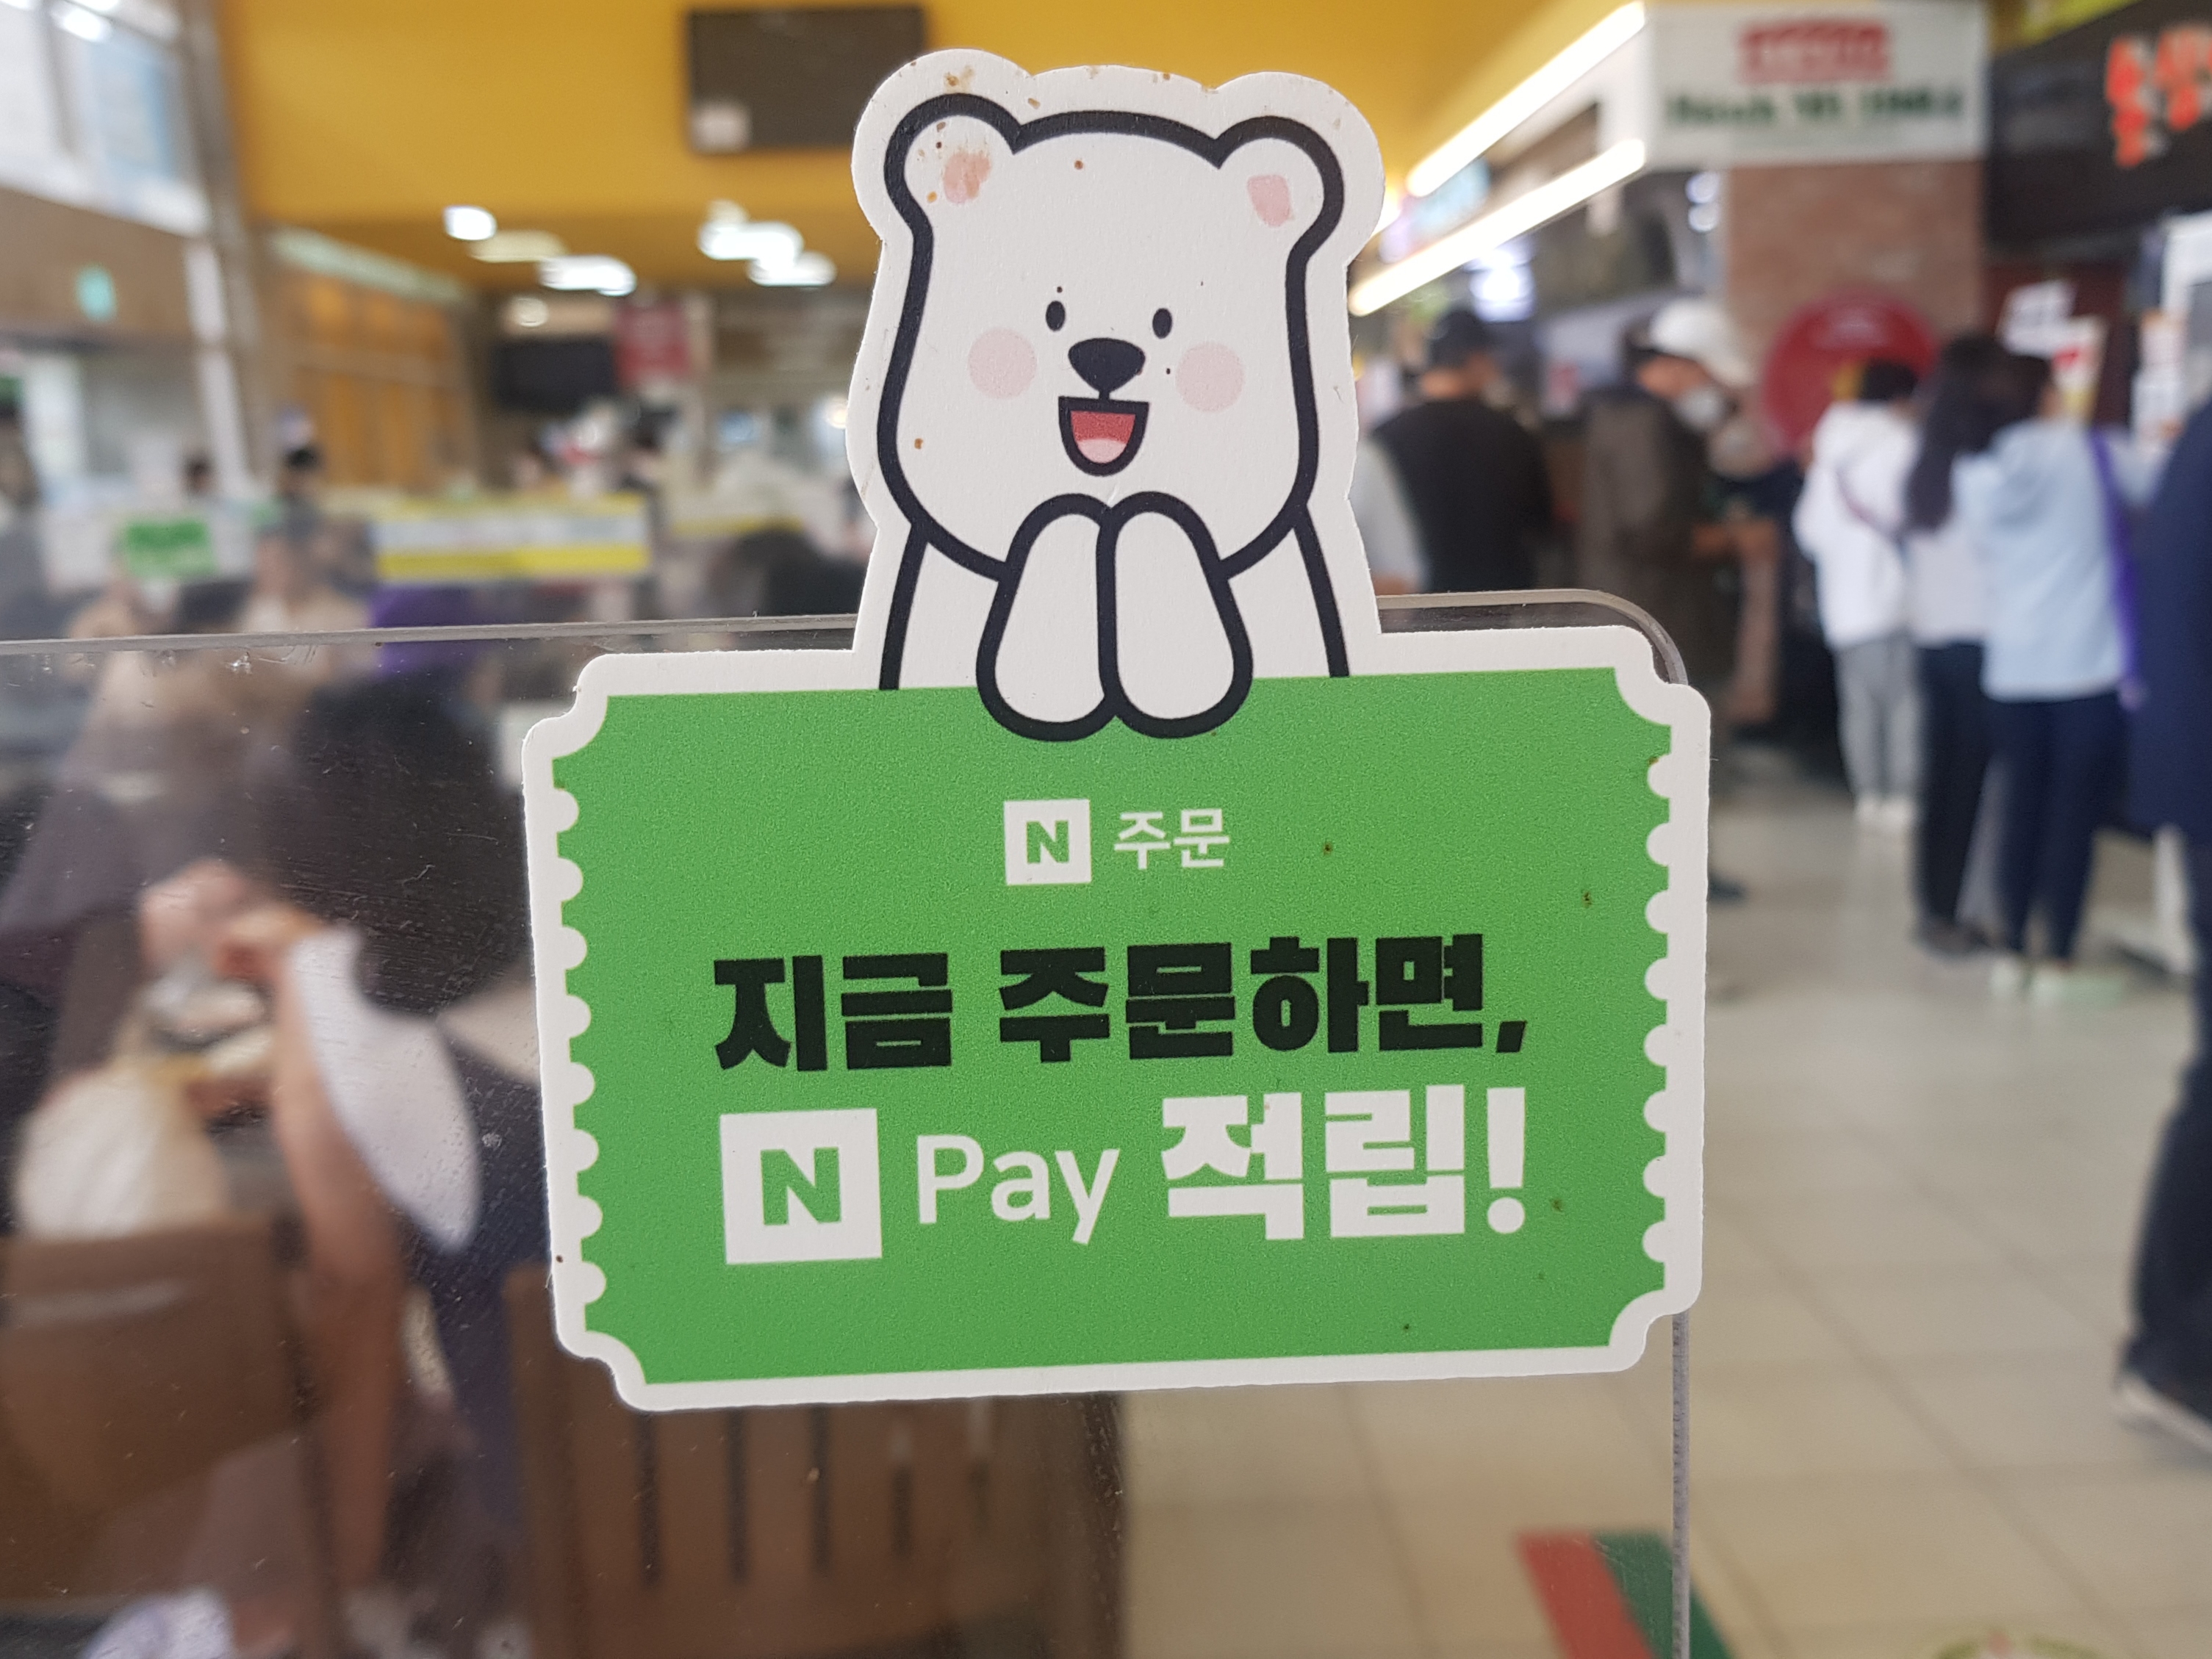 N 주문
지금 주문하면,
N Pay 적립!